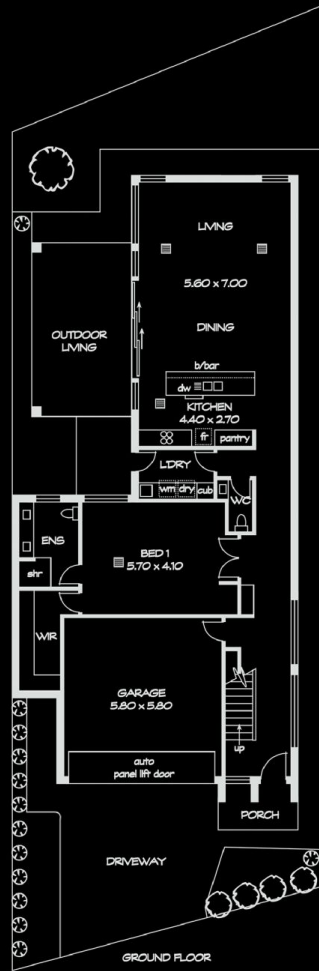 LIVING
5.60 x 7.00
DINING
OUTDOOR
LIVING
b/bar
dw
KITCHEN
4.40 x 2.70
fr
pantry
L'DRY
wm dry cub
WC
ENS
BED 1
5.70 x 4.10
shr
WIR
GARAGE
5.80 x 5.80
up
auto
panel lift door
PORCH
DRIVEWAY
GROUND FLOOR